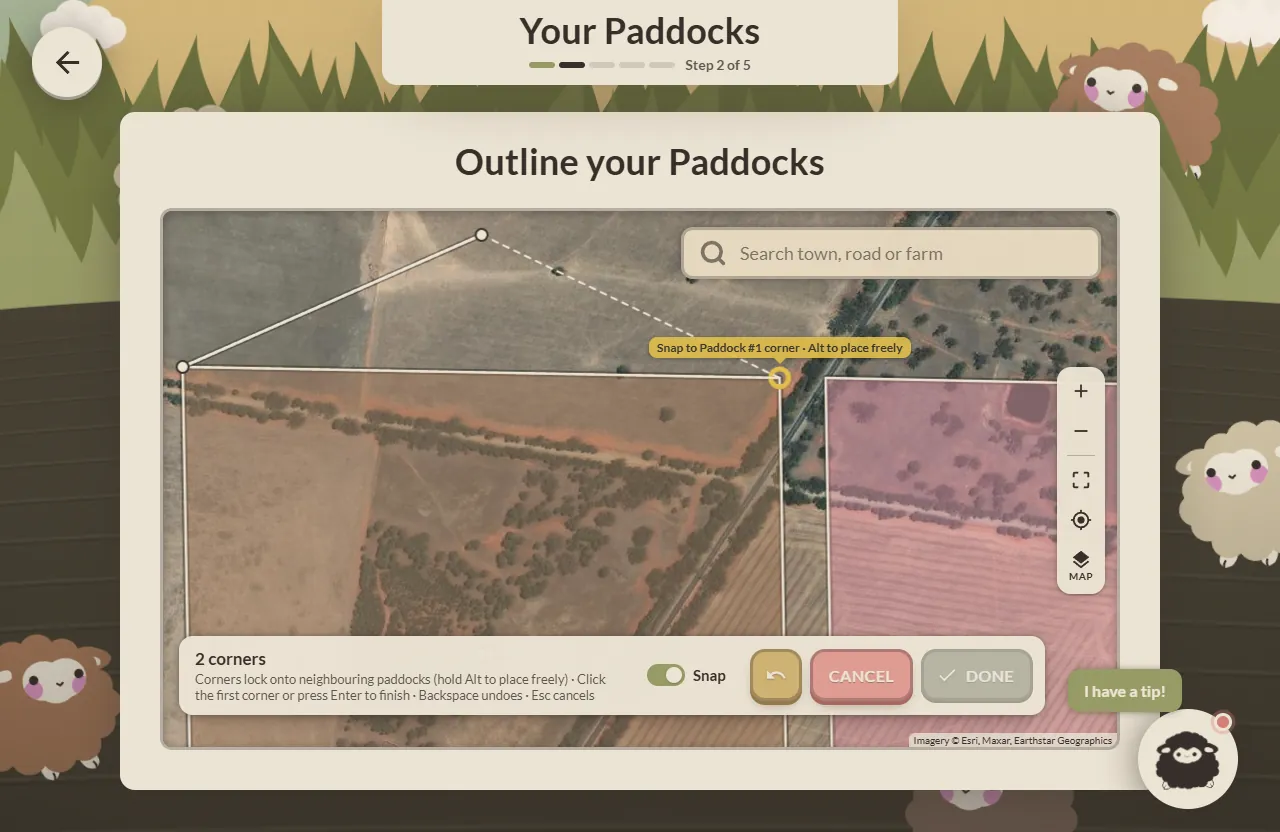 Your Paddocks
Step 2 of 5
Outline your Paddocks
Search town, road or farm
Snap to Paddock #1 corner · Alt to place freely
MAP
2 corners
Corners lock onto neighbouring paddocks (hold Alt to place freely) · Click
the first corner or press Enter to finish · Backspace undoes · Esc cancels
Snap
CANCEL
DONE
I have a tip!
Imagery © Esri, Maxar, Earthstar Geographics